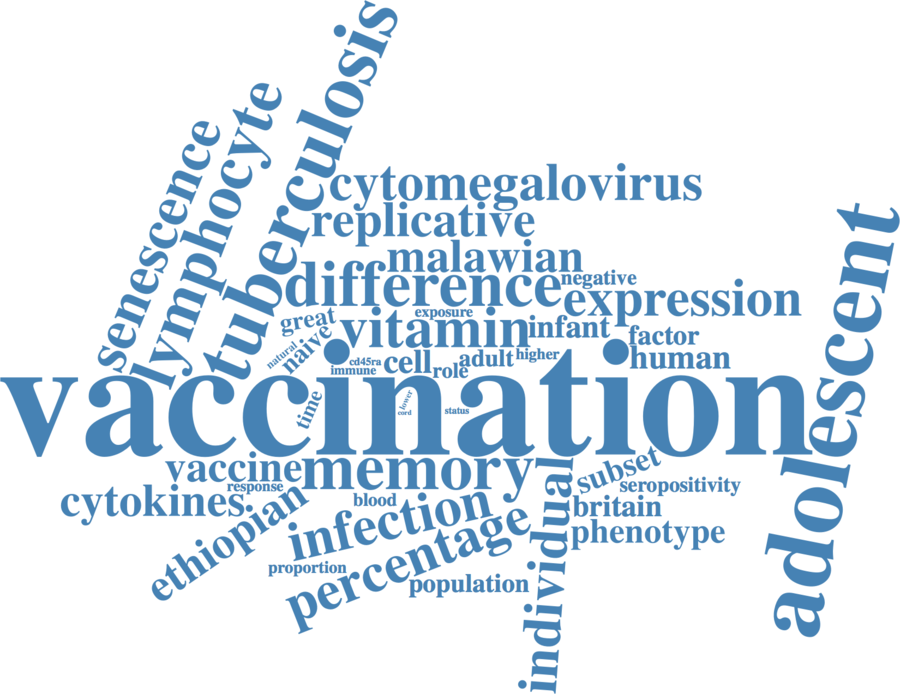 senescence
lymphocyte
tuberculosis
cytomegalovirus
replicative
malawian
difference
negative
expression
adolescent
great
exposure
vitamin
infant
factor
natural
naive
cd45ra
immune
cell
role
adult
higher
human
vaccination
time
lower
cord
status
vaccine
memory
subset
seropositivity
response
cytokines
blood
individual
britain
ethiopian
infection
phenotype
percentage
proportion
population